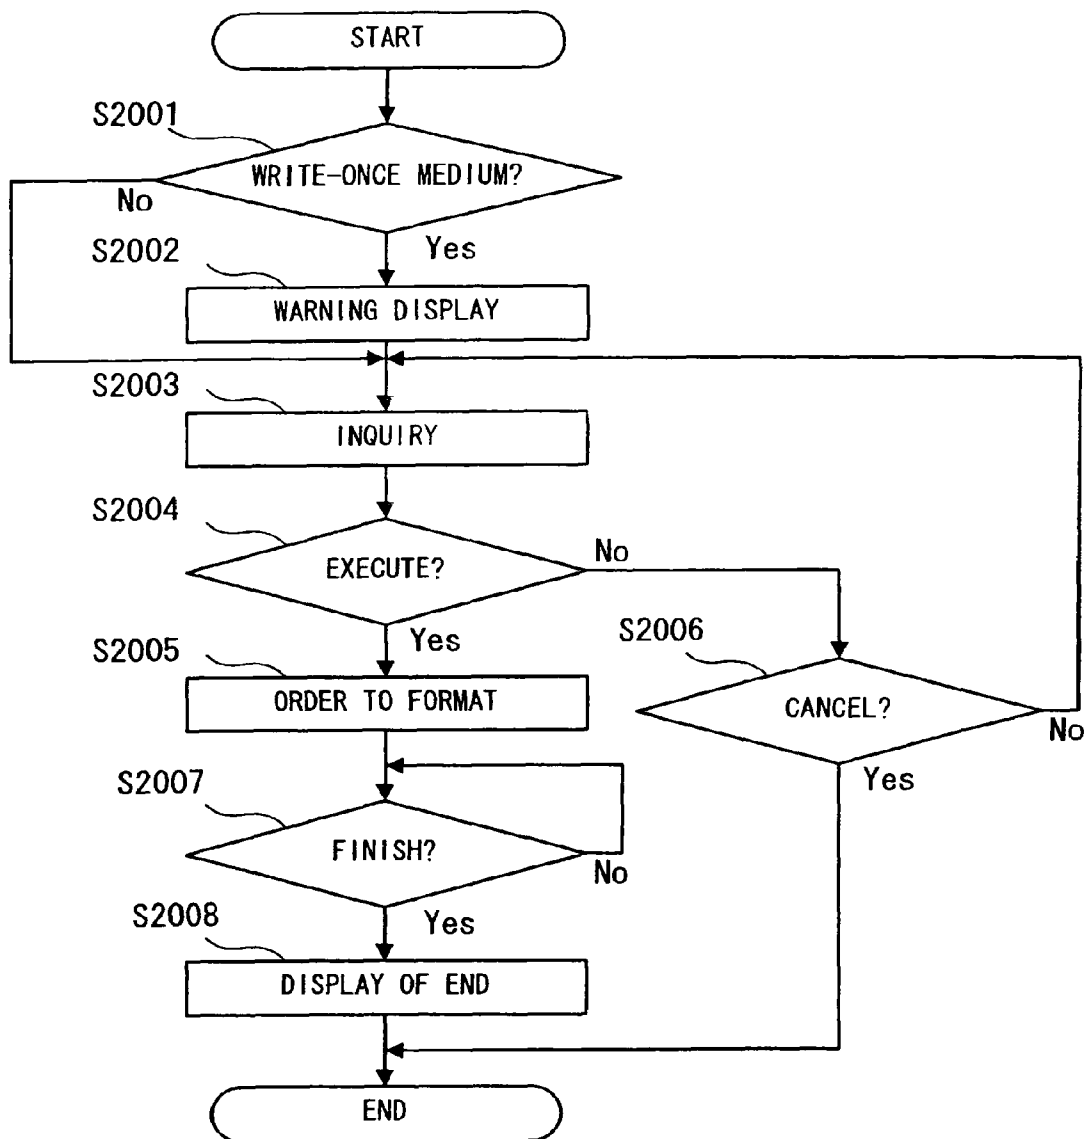 START
S2001
WRITE-ONCE MEDIUM?
No
Yes
S2002
WARNING DISPLAY
S2003
INQUIRY
S2004
EXECUTE?
No
Yes
S2005
ORDER TO FORMAT
S2006
CANCEL?
No
Yes
S2007
FINISH?
No
Yes
S2008
DISPLAY OF END
END